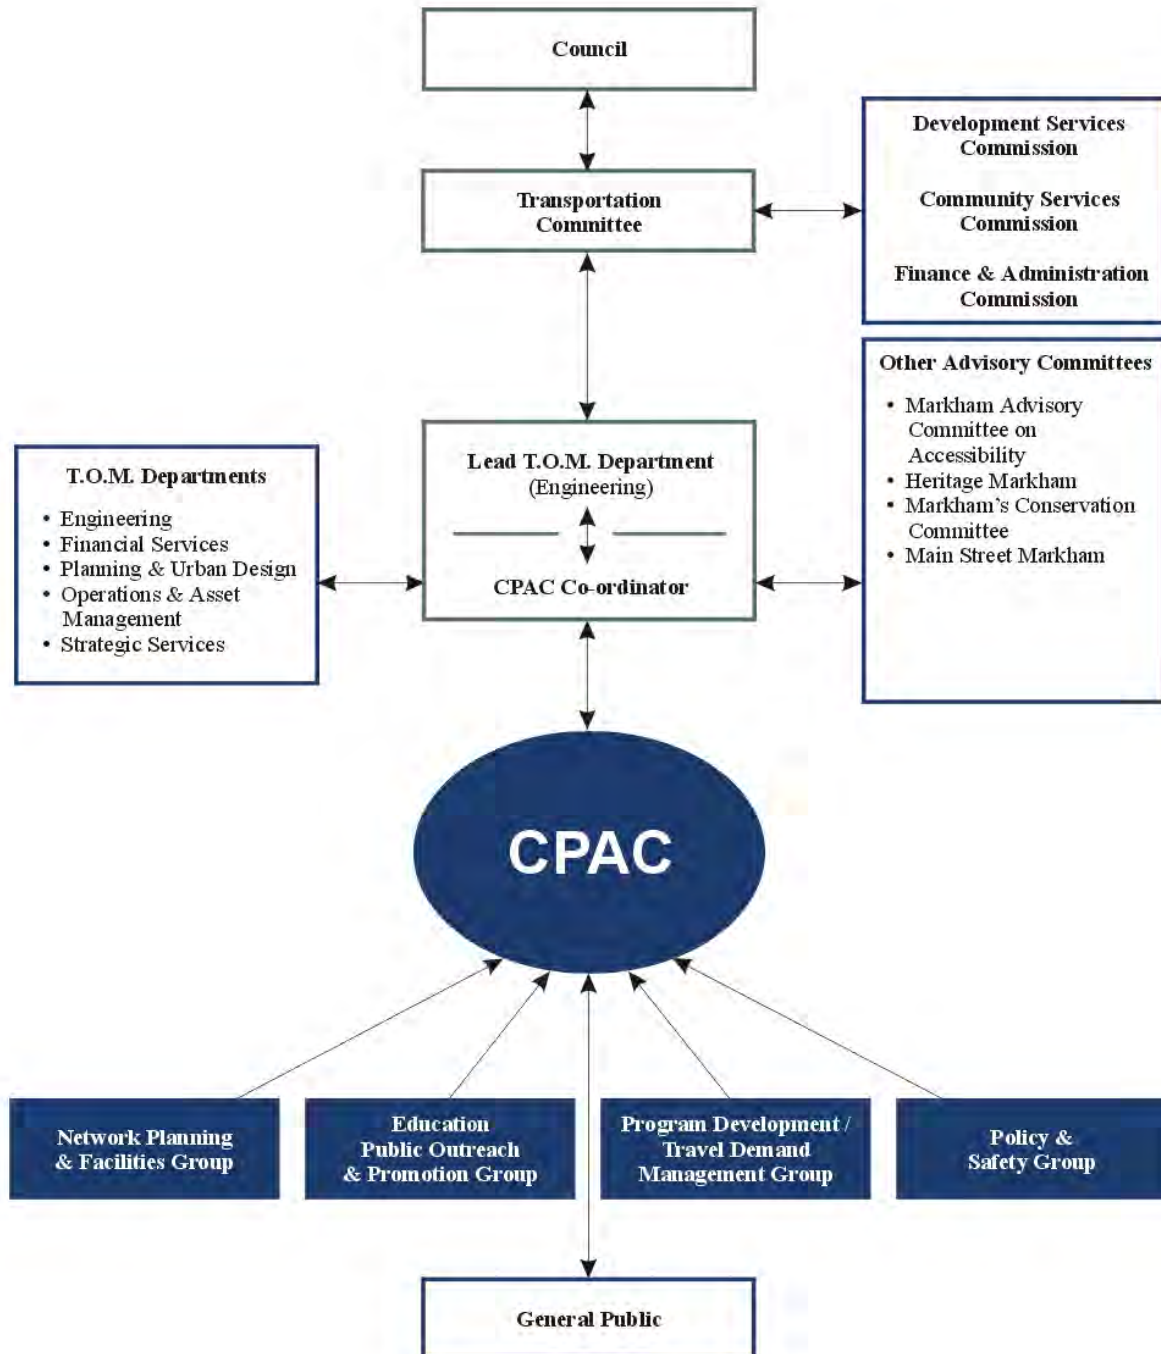 Council
Transportation
Committee
Development Services
Commission
Community Services
Commission
Finance & Administration
Commission
Other Advisory Committees
• Markham Advisory
Committee on
Accessibility
• Heritage Markham
• Markham's Conservation
Committee
• Main Street Markham
Lead T.O.M. Department
(Engineering)
CPAC Co-ordinator
T.O.M. Departments
• Engineering
• Financial Services
• Planning & Urban Design
• Operations & Asset
Management
• Strategic Services
CPAC
Network Planning
& Facilities Group
Education
Public Outreach
& Promotion Group
Program Development /
Travel Demand
Management Group
Policy &
Safety Group
General Public